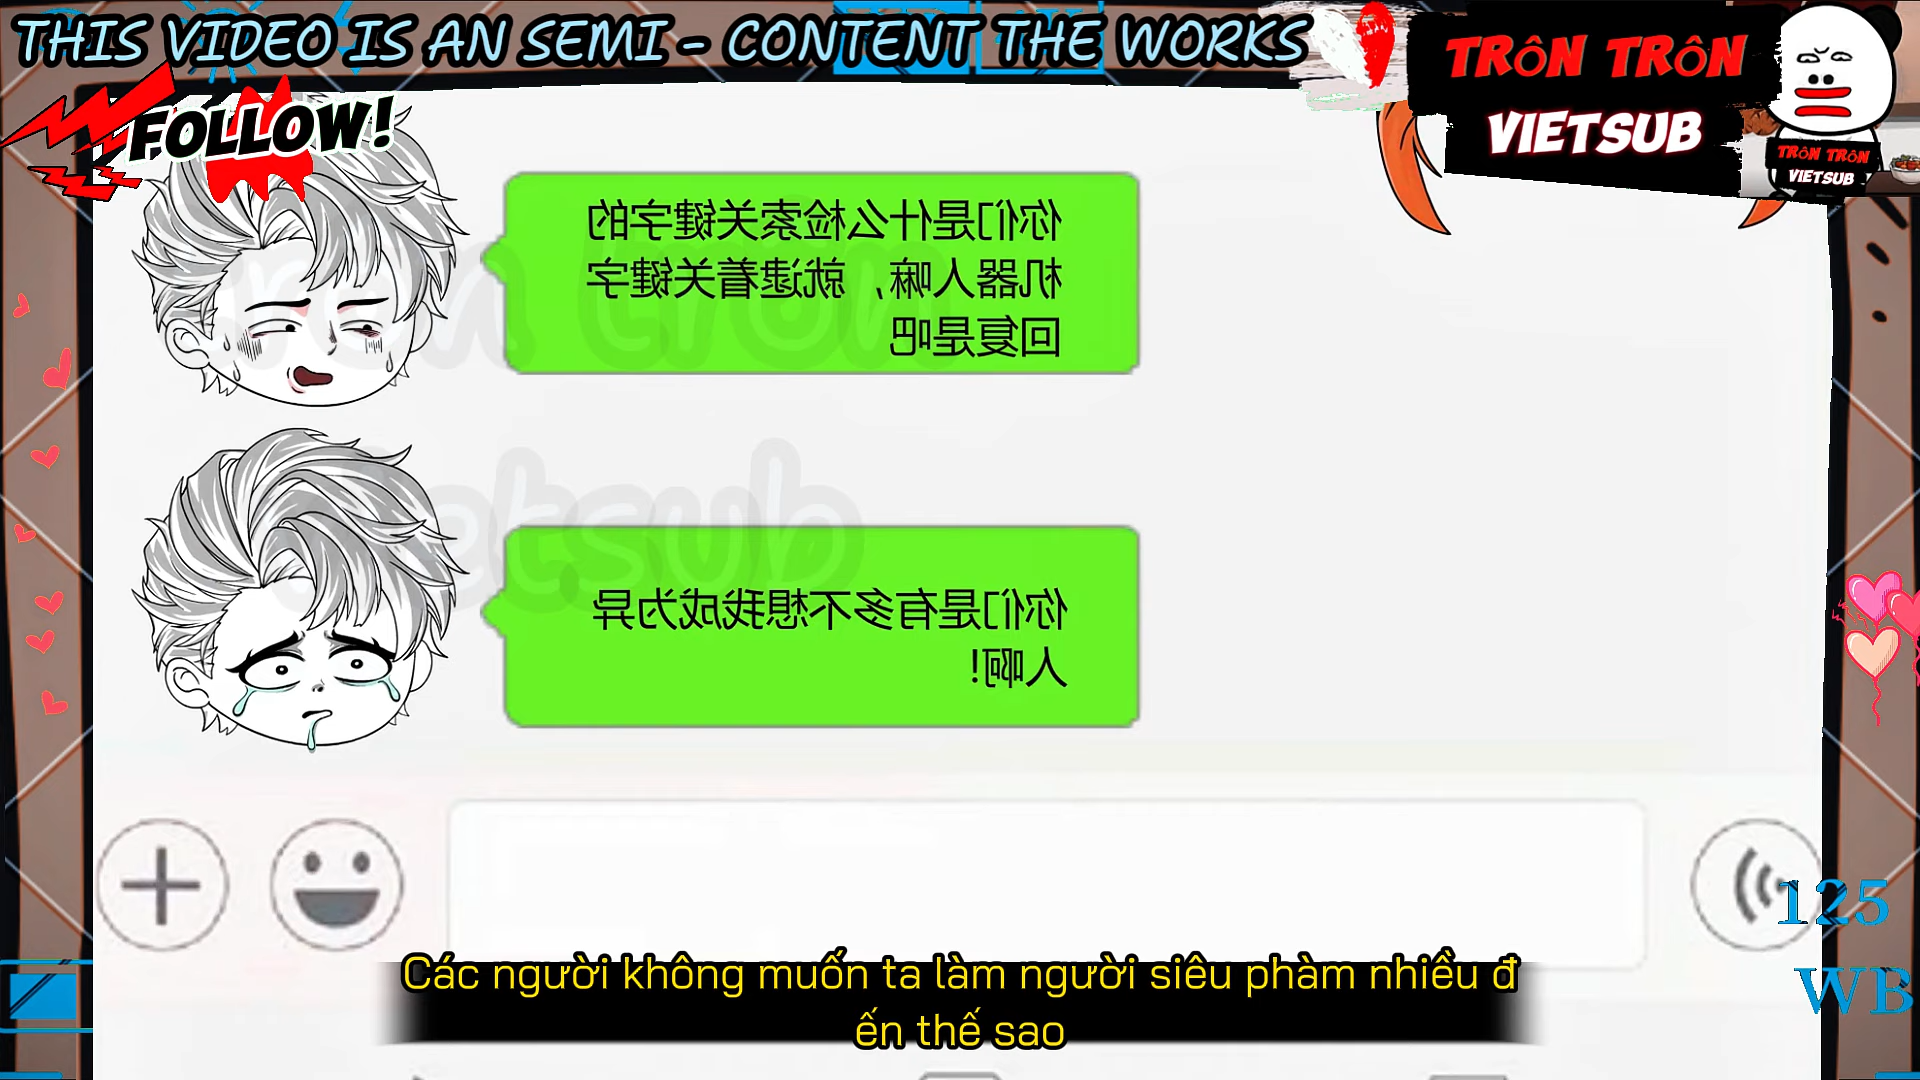 THIS VIDEO IS AN SEMI - CONTENT THE WORKS
TRÔN TRÔN
VIETSUB
FOLLOW!
TRÔN TRÔN
VIETSUB
你们是什么检索关键字的
机器人嘛，就逮着关键字
回复是吧
trôn trôn
Vietsub
你们是有多不想我成为异
人啊!
125
WB
Các người không muốn ta làm người siêu phàm nhiều đ
ến thế sao